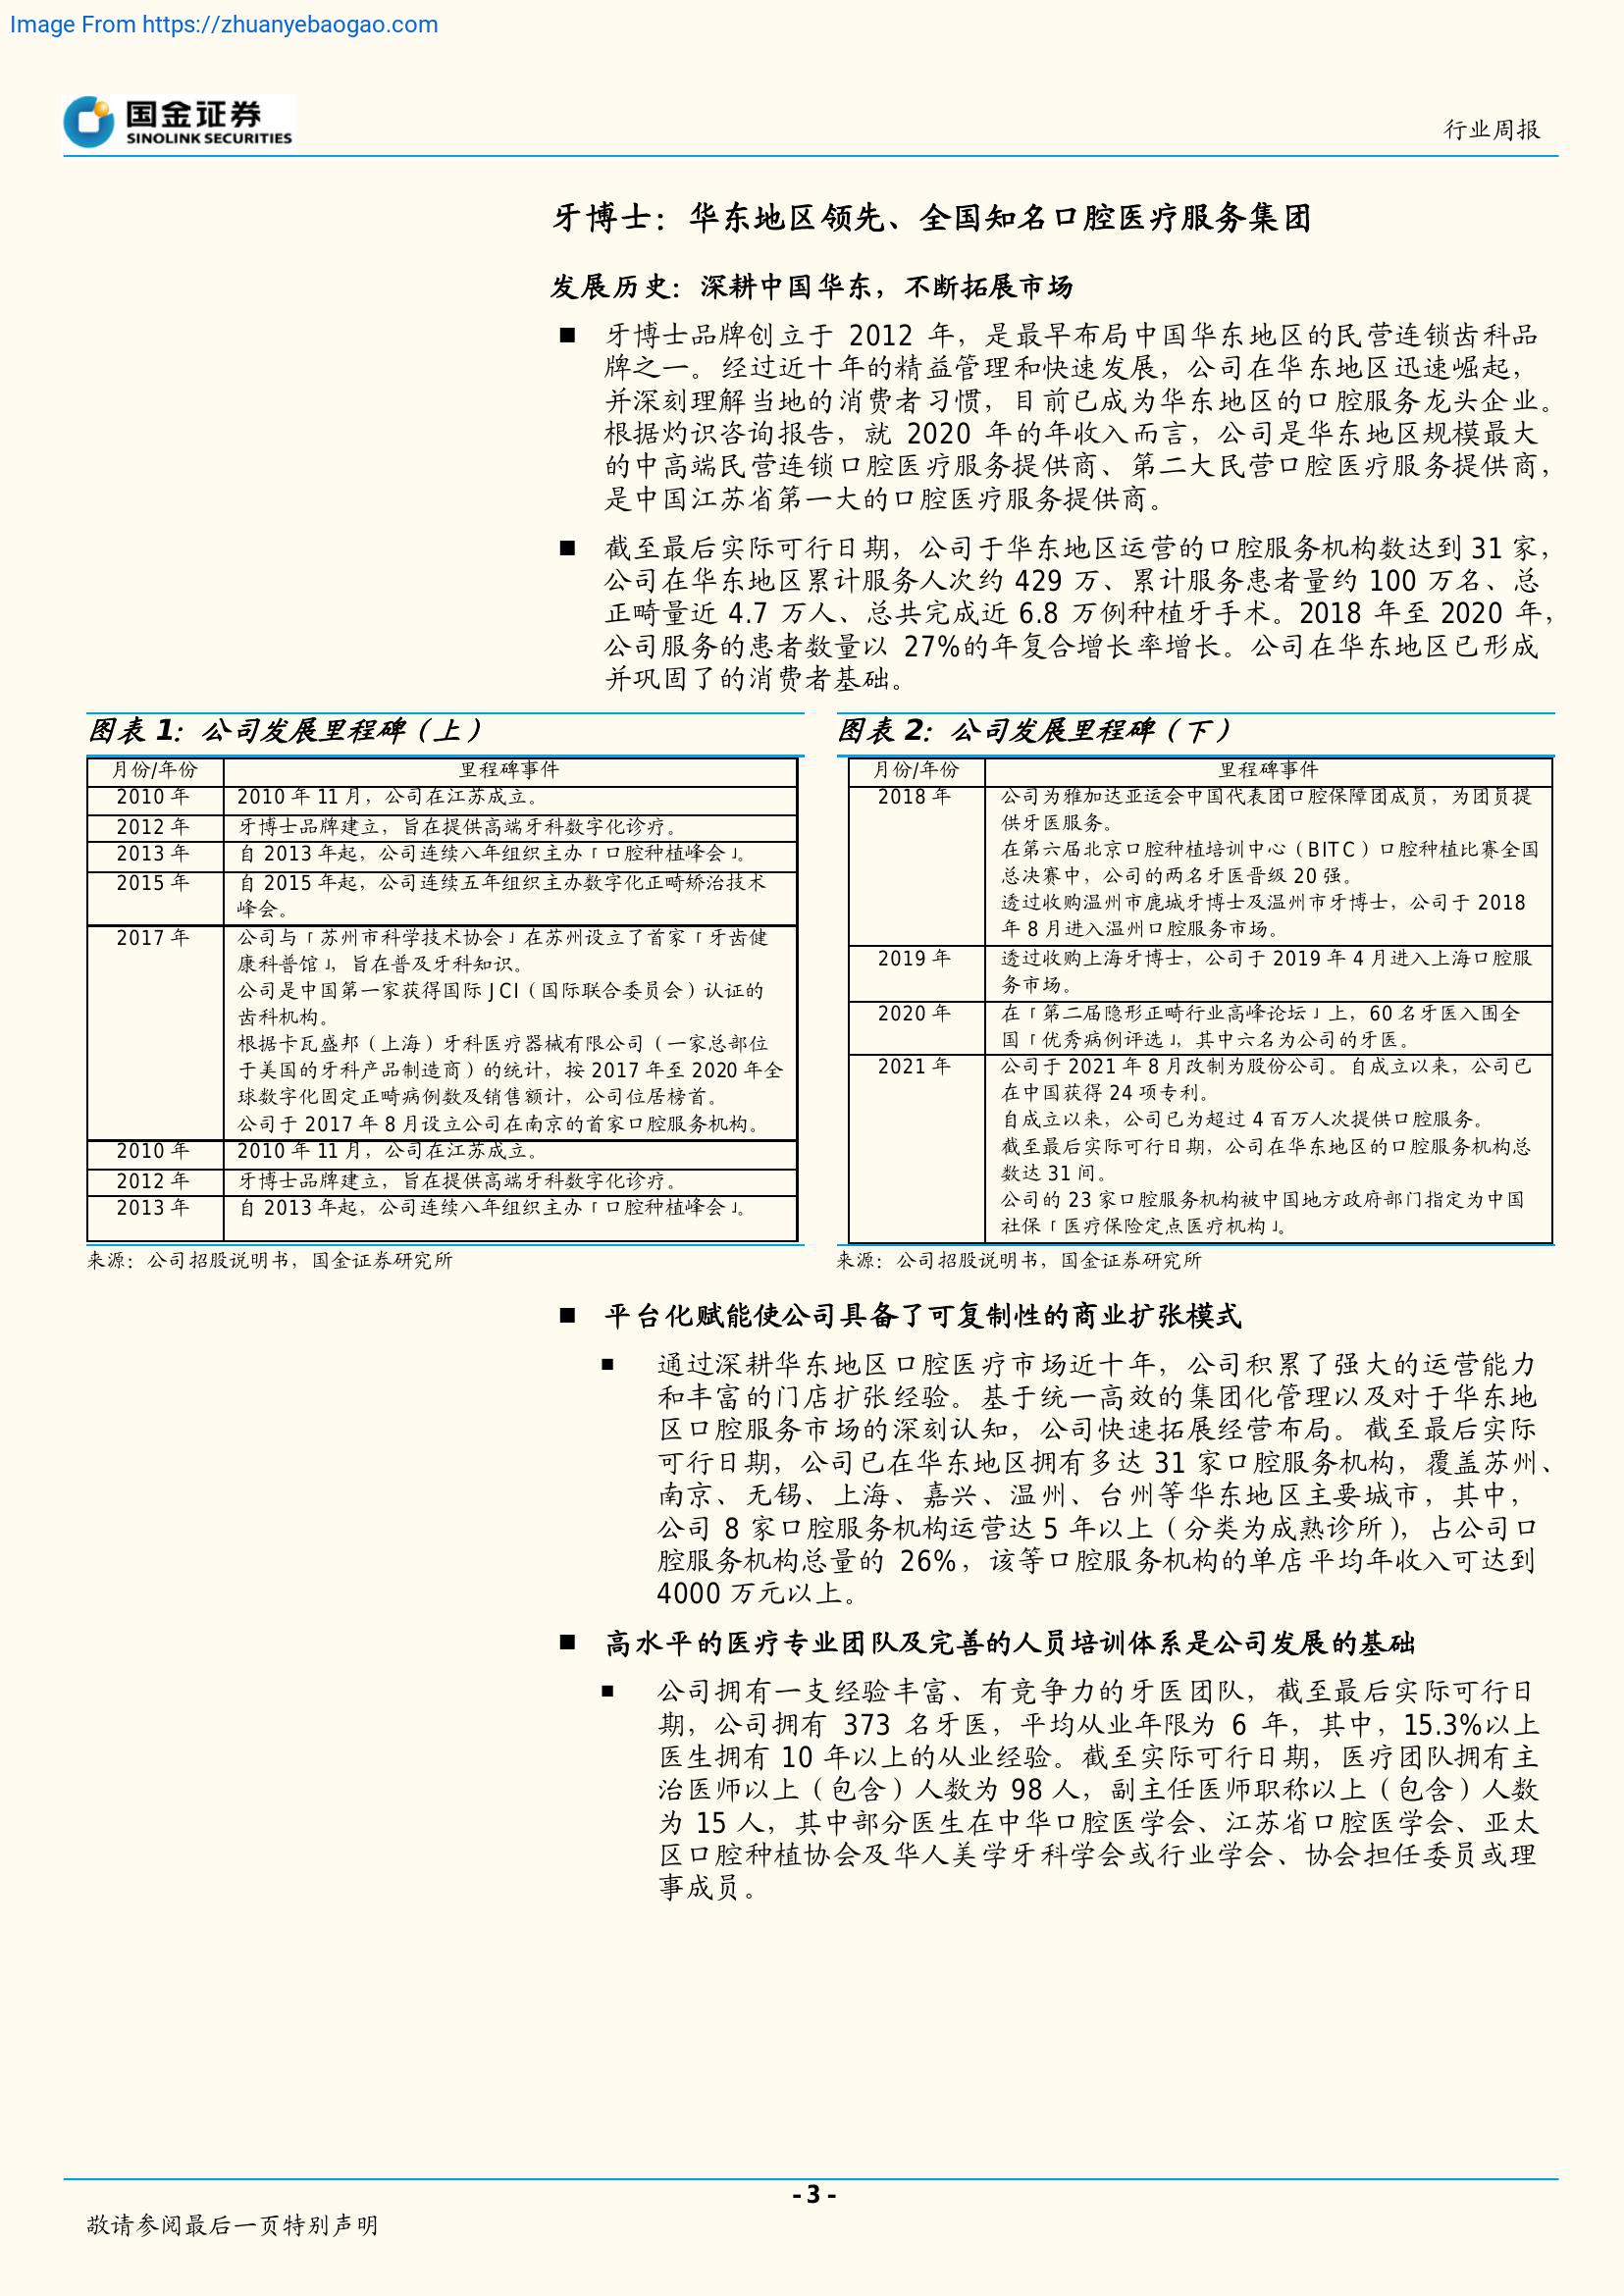 Image From https://zhuanyebaogao.com
国金证券
SINOLINK SECURITIES
行业周报
牙博士：华东地区领先、全国知名口腔医疗服务集团
发展历史：深耕中国华东，不断拓展市场
■ 牙博士品牌创立于 2012 年，是最早布局中国华东地区的民营连锁齿科品
牌之一。经过近十年的精益管理和快速发展，公司在华东地区迅速崛起，
并深刻理解当地的消费者习惯，目前已成为华东地区的口腔服务龙头企业。
根据灼识咨询报告，就 2020 年的年收入而言，公司是华东地区规模最大
的中高端民营连锁口腔医疗服务提供商、第二大民营口腔医疗服务提供商，
是中国江苏省第一大的口腔医疗服务提供商。
■ 截至最后实际可行日期，公司于华东地区运营的口腔服务机构数达到 31 家，
公司在华东地区累计服务人次约 429 万、累计服务患者量约 100 万名、总
正畸量近 4.7 万人、总共完成近 6.8 万例种植牙手术。2018 年至 2020 年，
公司服务的患者数量以 27%的年复合增长率增长。公司在华东地区已形成
并巩固了的消费者基础。
图表 1：公司发展里程碑（上）
月份/年份 里程碑事件
2010 年 2010 年 11 月，公司在江苏成立。
2012 年 牙博士品牌建立，旨在提供高端牙科数字化诊疗。
2013 年 自 2013 年起，公司连续八年组织主办「口腔种植峰会」。
2015 年 自 2015 年起，公司连续五年组织主办数字化正畸矫治技术
峰会。
2017 年 公司与「苏州市科学技术协会」在苏州设立了首家「牙齿健
康科普馆」，旨在普及牙科知识。
公司是中国第一家获得国际 JCI（国际联合委员会）认证的
齿科机构。
根据卡瓦盛邦（上海）牙科医疗器械有限公司（一家总部位
于美国的牙科产品制造商）的统计，按 2017 年至 2020 年全
球数字化固定正畸病例数及销售额计，公司位居榜首。
公司于 2017 年 8 月设立公司在南京的首家口腔服务机构。
2010 年 2010 年 11 月，公司在江苏成立。
2012 年 牙博士品牌建立，旨在提供高端牙科数字化诊疗。
2013 年 自 2013 年起，公司连续八年组织主办「口腔种植峰会」。
来源：公司招股说明书，国金证券研究所
图表 2：公司发展里程碑（下）
月份/年份 里程碑事件
2018 年 公司为雅加达亚运会中国代表团口腔保障团成员，为团员提
供牙医服务。
在第六届北京口腔种植培训中心（BITC）口腔种植比赛全国
总决赛中，公司的两名牙医晋级 20 强。
透过收购温州市鹿城牙博士及温州市牙博士，公司于 2018
年 8 月进入温州口腔服务市场。
2019 年 透过收购上海牙博士，公司于 2019 年 4 月进入上海口腔服
务市场。
2020 年 在「第二届隐形正畸行业高峰论坛」上，60 名牙医入围全
国「优秀病例评选」，其中六名为公司的牙医。
2021 年 公司于 2021 年 8 月改制为股份公司。自成立以来，公司已
在中国获得 24 项专利。
自成立以来，公司已为超过 4 百万人次提供口腔服务。
截至最后实际可行日期，公司在华东地区的口腔服务机构总
数达 31 间。
公司的 23 家口腔服务机构被中国地方政府部门指定为中国
社保「医疗保险定点医疗机构」。
来源：公司招股说明书，国金证券研究所
■ 平台化赋能使公司具备了可复制性的商业扩张模式
■ 通过深耕华东地区口腔医疗市场近十年，公司积累了强大的运营能力
和丰富的门店扩张经验。基于统一高效的集团化管理以及对于华东地
区口腔服务市场的深刻认知，公司快速拓展经营布局。截至最后实际
可行日期，公司已在华东地区拥有多达 31 家口腔服务机构，覆盖苏州、
南京、无锡、上海、嘉兴、温州、台州等华东地区主要城市，其中，
公司 8 家口腔服务机构运营达 5 年以上（分类为成熟诊所），占公司口
腔服务机构总量的 26%，该等口腔服务机构的单店平均年收入可达到
4000 万元以上。
■ 高水平的医疗专业团队及完善的人员培训体系是公司发展的基础
■ 公司拥有一支经验丰富、有竞争力的牙医团队，截至最后实际可行日
期，公司拥有 373 名牙医，平均从业年限为 6 年，其中，15.3%以上
医生拥有 10 年以上的从业经验。截至实际可行日期，医疗团队拥有主
治医师以上（包含）人数为 98 人，副主任医师职称以上（包含）人数
为 15 人，其中部分医生在中华口腔医学会、江苏省口腔医学会、亚太
区口腔种植协会及华人美学牙科学会或行业学会、协会担任委员或理
事成员。
- 3 -
敬请参阅最后一页特别声明